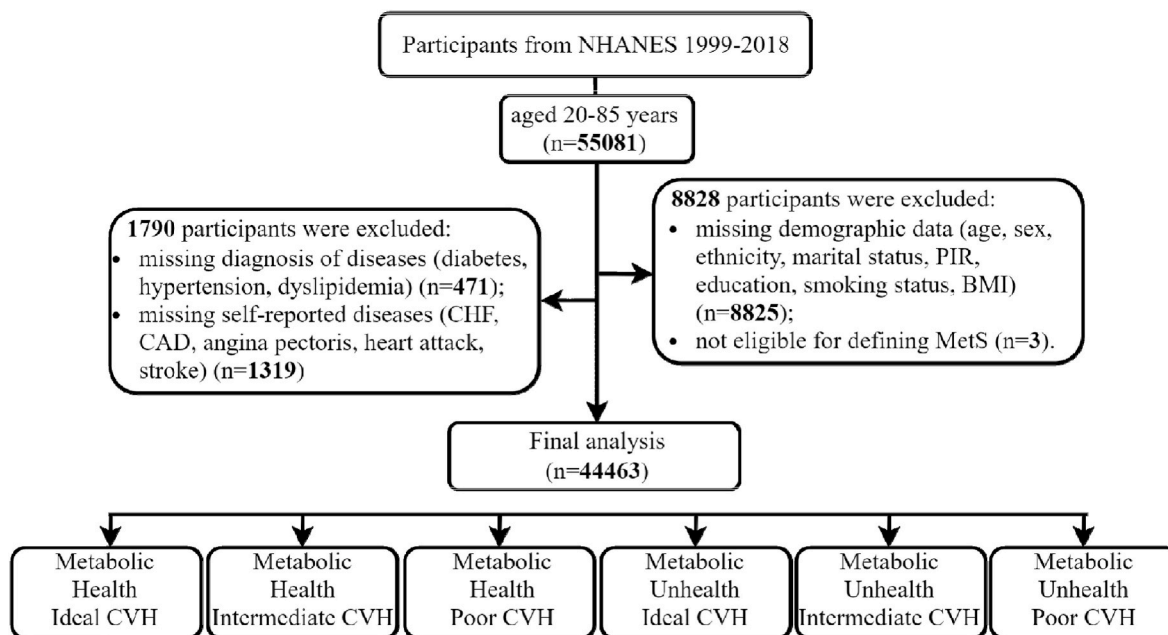 Participants from NHANES 1999-2018
aged 20-85 years
(n=55081)
1790 participants were excluded:
• missing diagnosis of diseases (diabetes,
hypertension, dyslipidemia) (n=471);
• missing self-reported diseases (CHF,
CAD, angina pectoris, heart attack,
stroke) (n=1319)
8828 participants were excluded:
• missing demographic data (age, sex,
ethnicity, marital status, PIR,
education, smoking status, BMI)
(n=8825);
• not eligible for defining MetS (n=3).
Final analysis
(n=44463)
Metabolic
Health
Ideal CVH
Metabolic
Health
Intermediate CVH
Metabolic
Health
Poor CVH
Metabolic
Unhealth
Ideal CVH
Metabolic
Unhealth
Intermediate CVH
Metabolic
Unhealth
Poor CVH